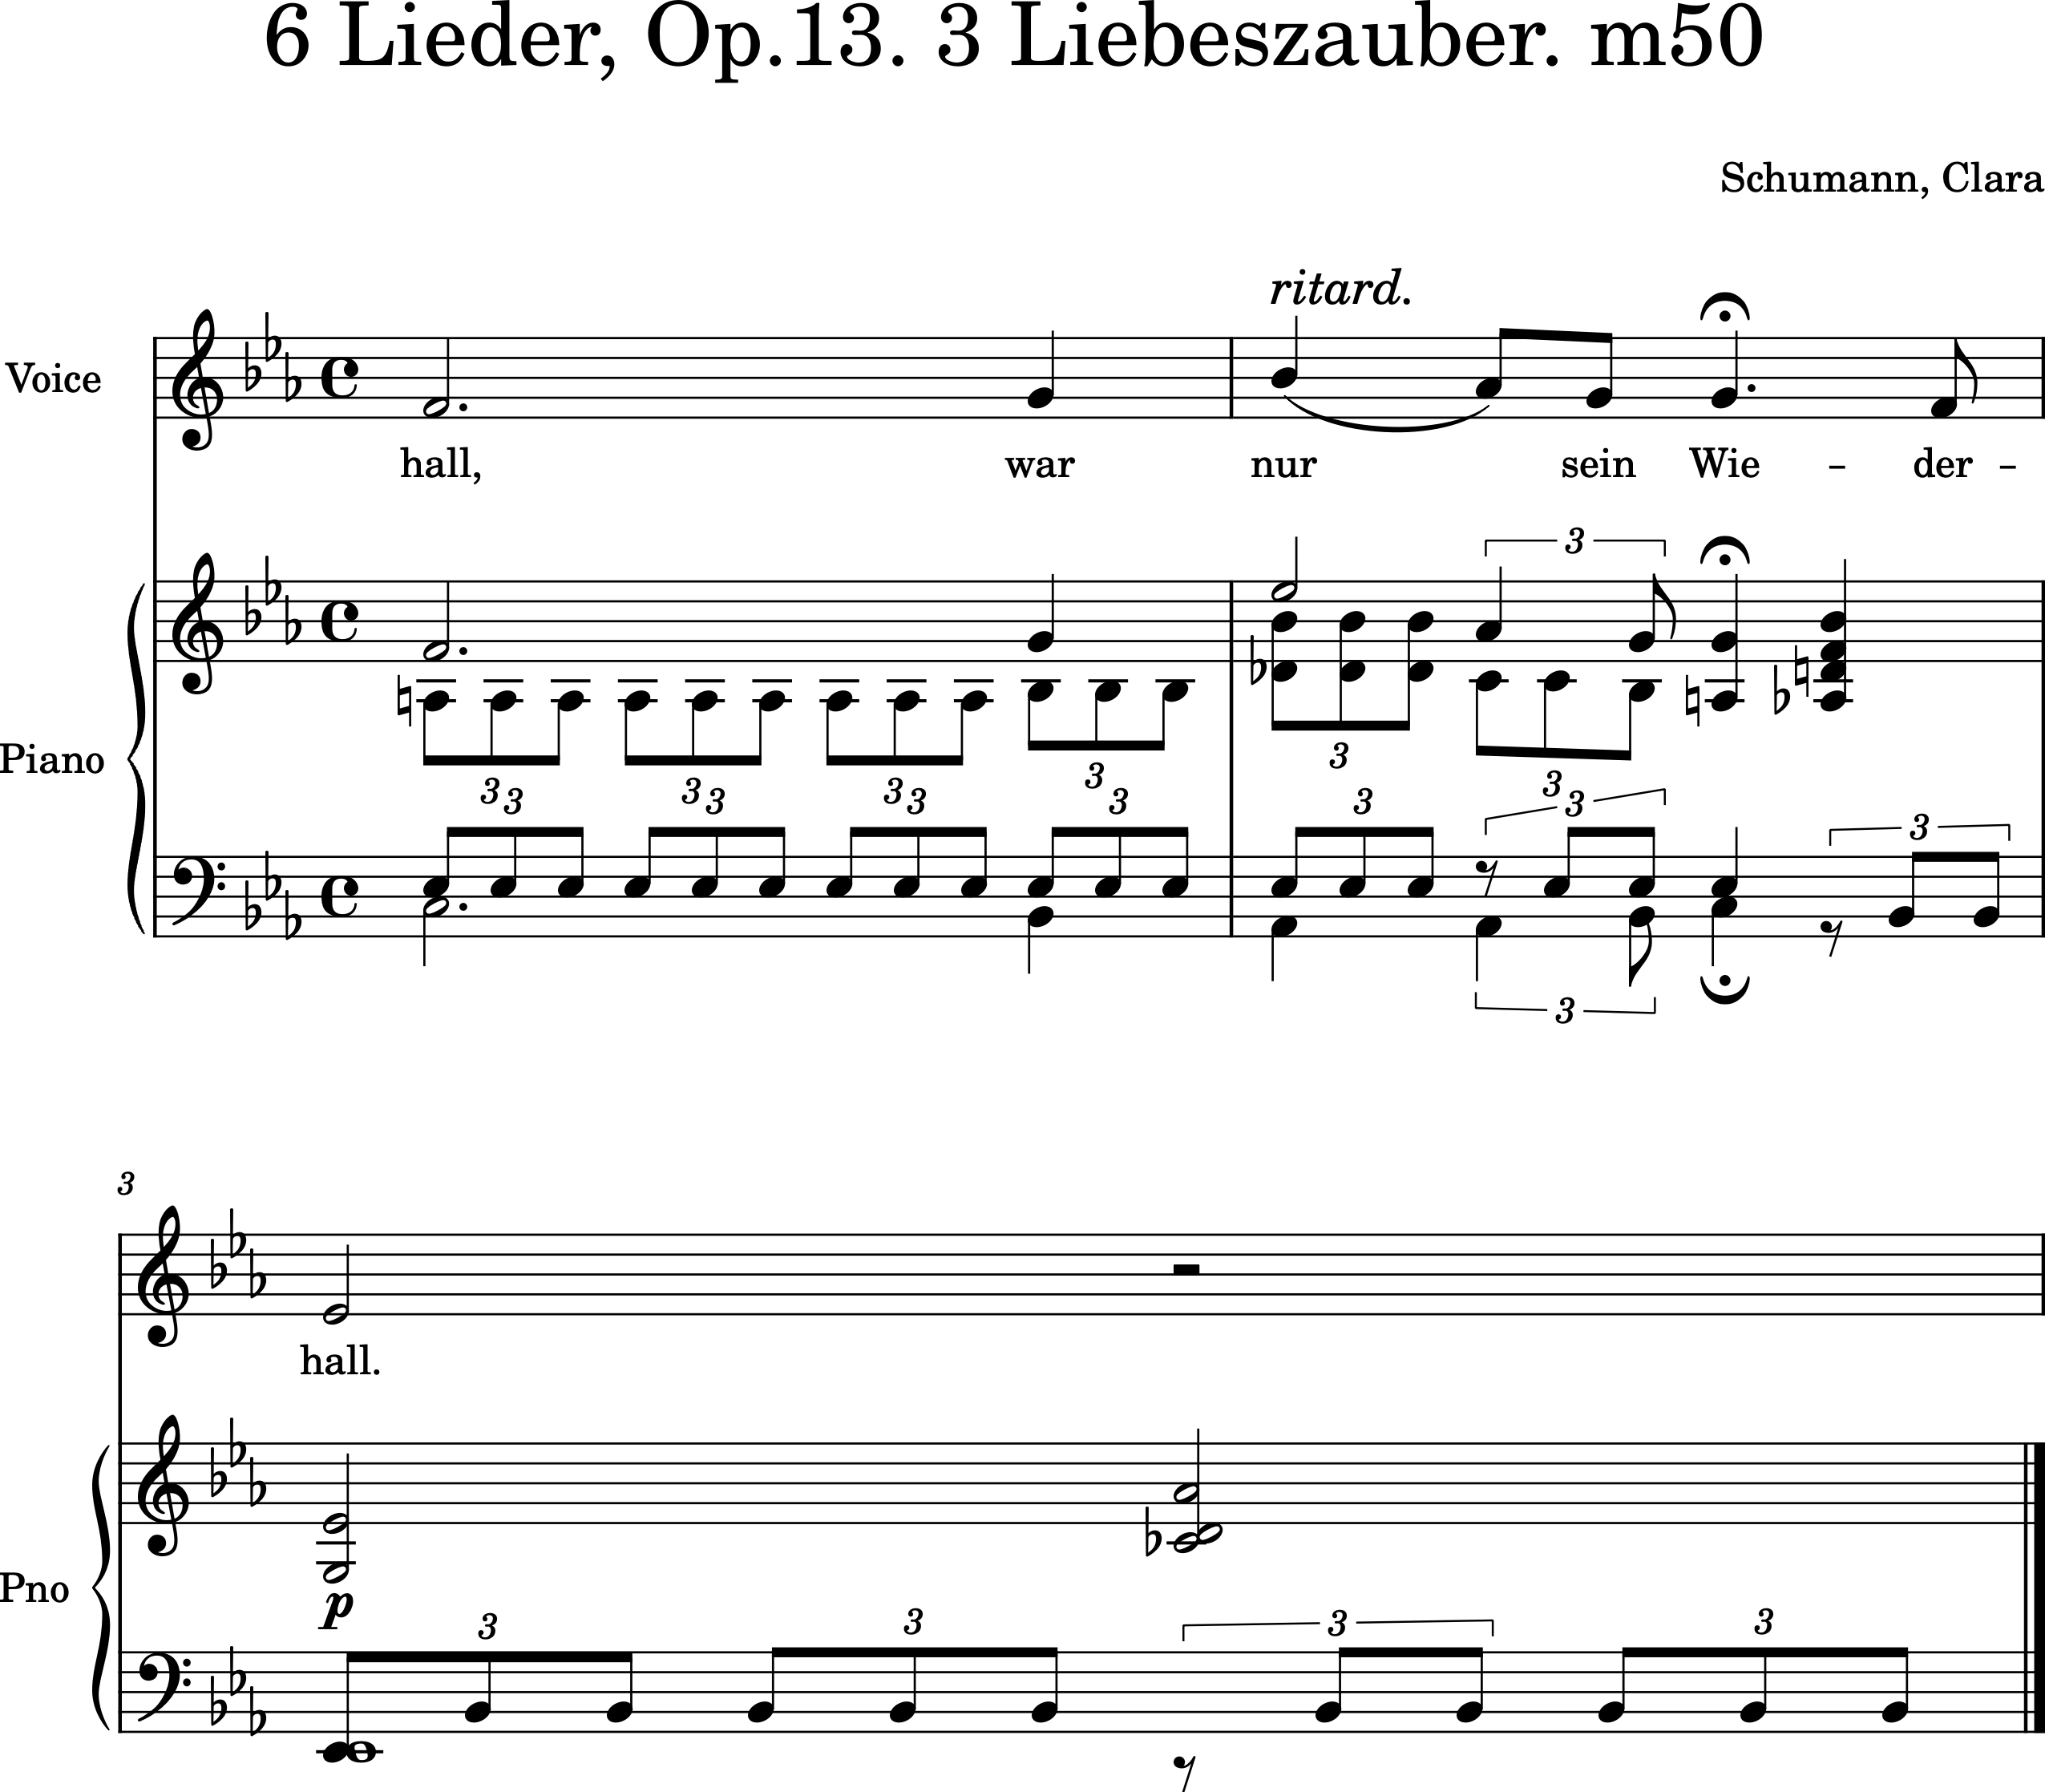 6 Lieder, Op.13. 3 Liebeszauber. m50
Schumann, Clara
ritard.
Voice
hall, war nur sein Wie - der -
3
Piano
3 3 3 3 3 3 3 3 3 3 3 3 3
3
3
hall.
Pno
p
3 3 3 3